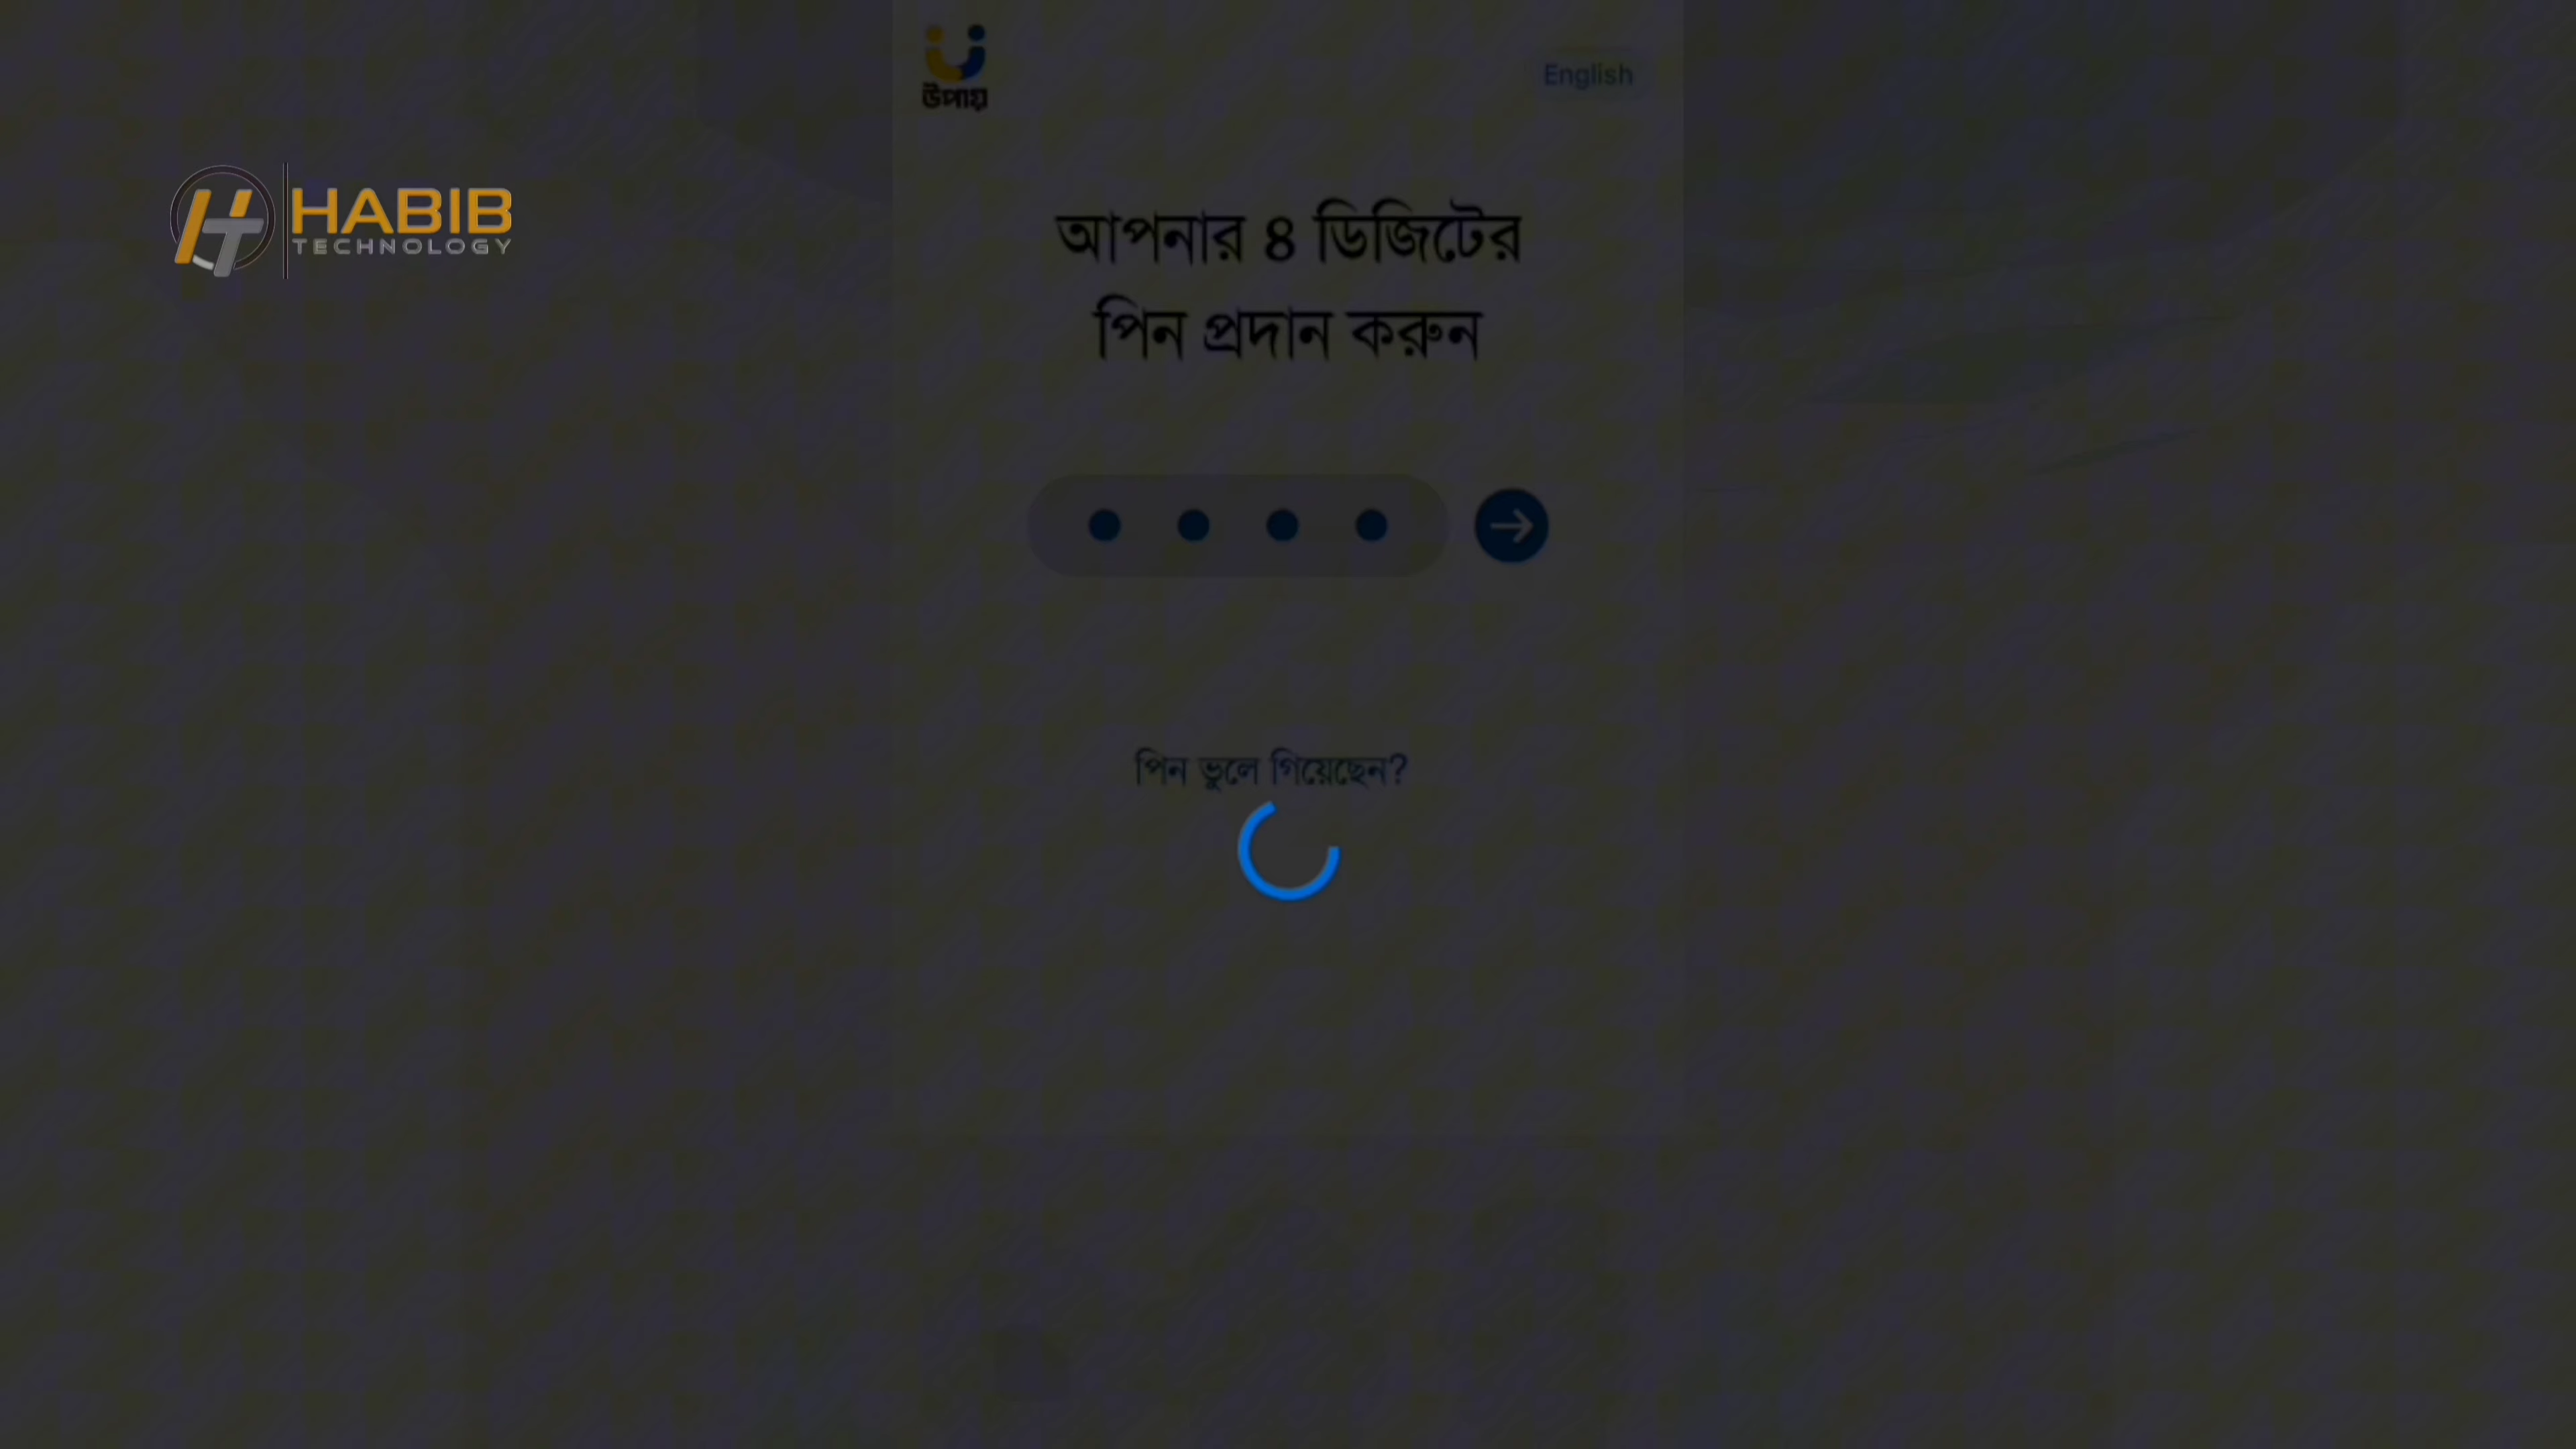 উপায়
English
HABIB
TECHNOLOGY
আপনার ৪ ডিজিটের
পিন প্রদান করুন
পিন ভুলে গিয়েছেন?